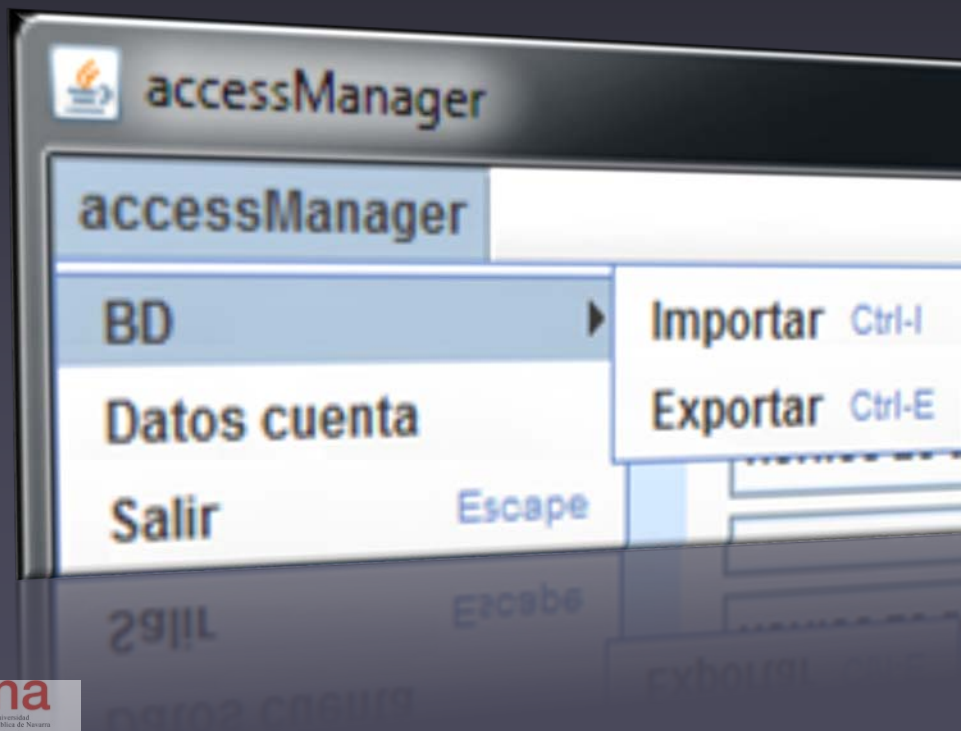 accessManager
accessManager
BD
Importar Ctrl-I
Exportar Ctrl-E
Datos cuenta
Salir Escape